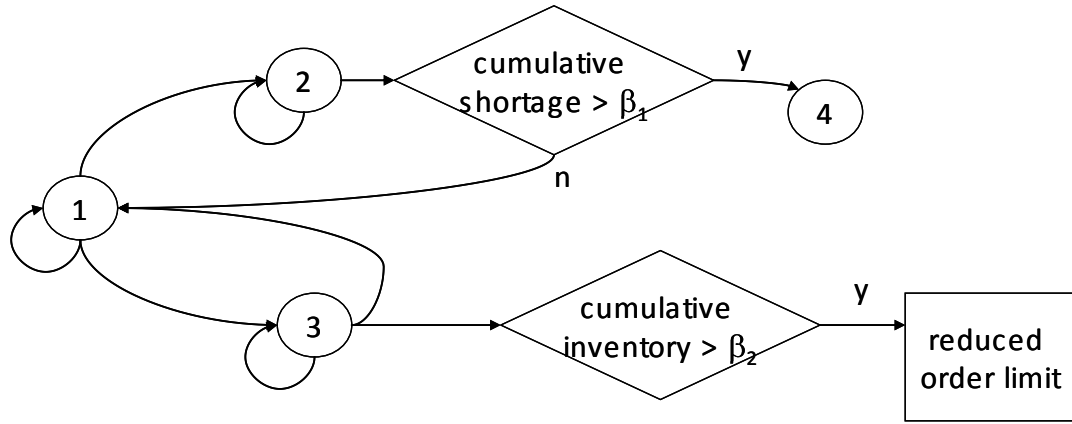 2
cumulative
shortage > β₁
y
4
n
1
3
cumulative
inventory > β₂
y
reduced
order limit